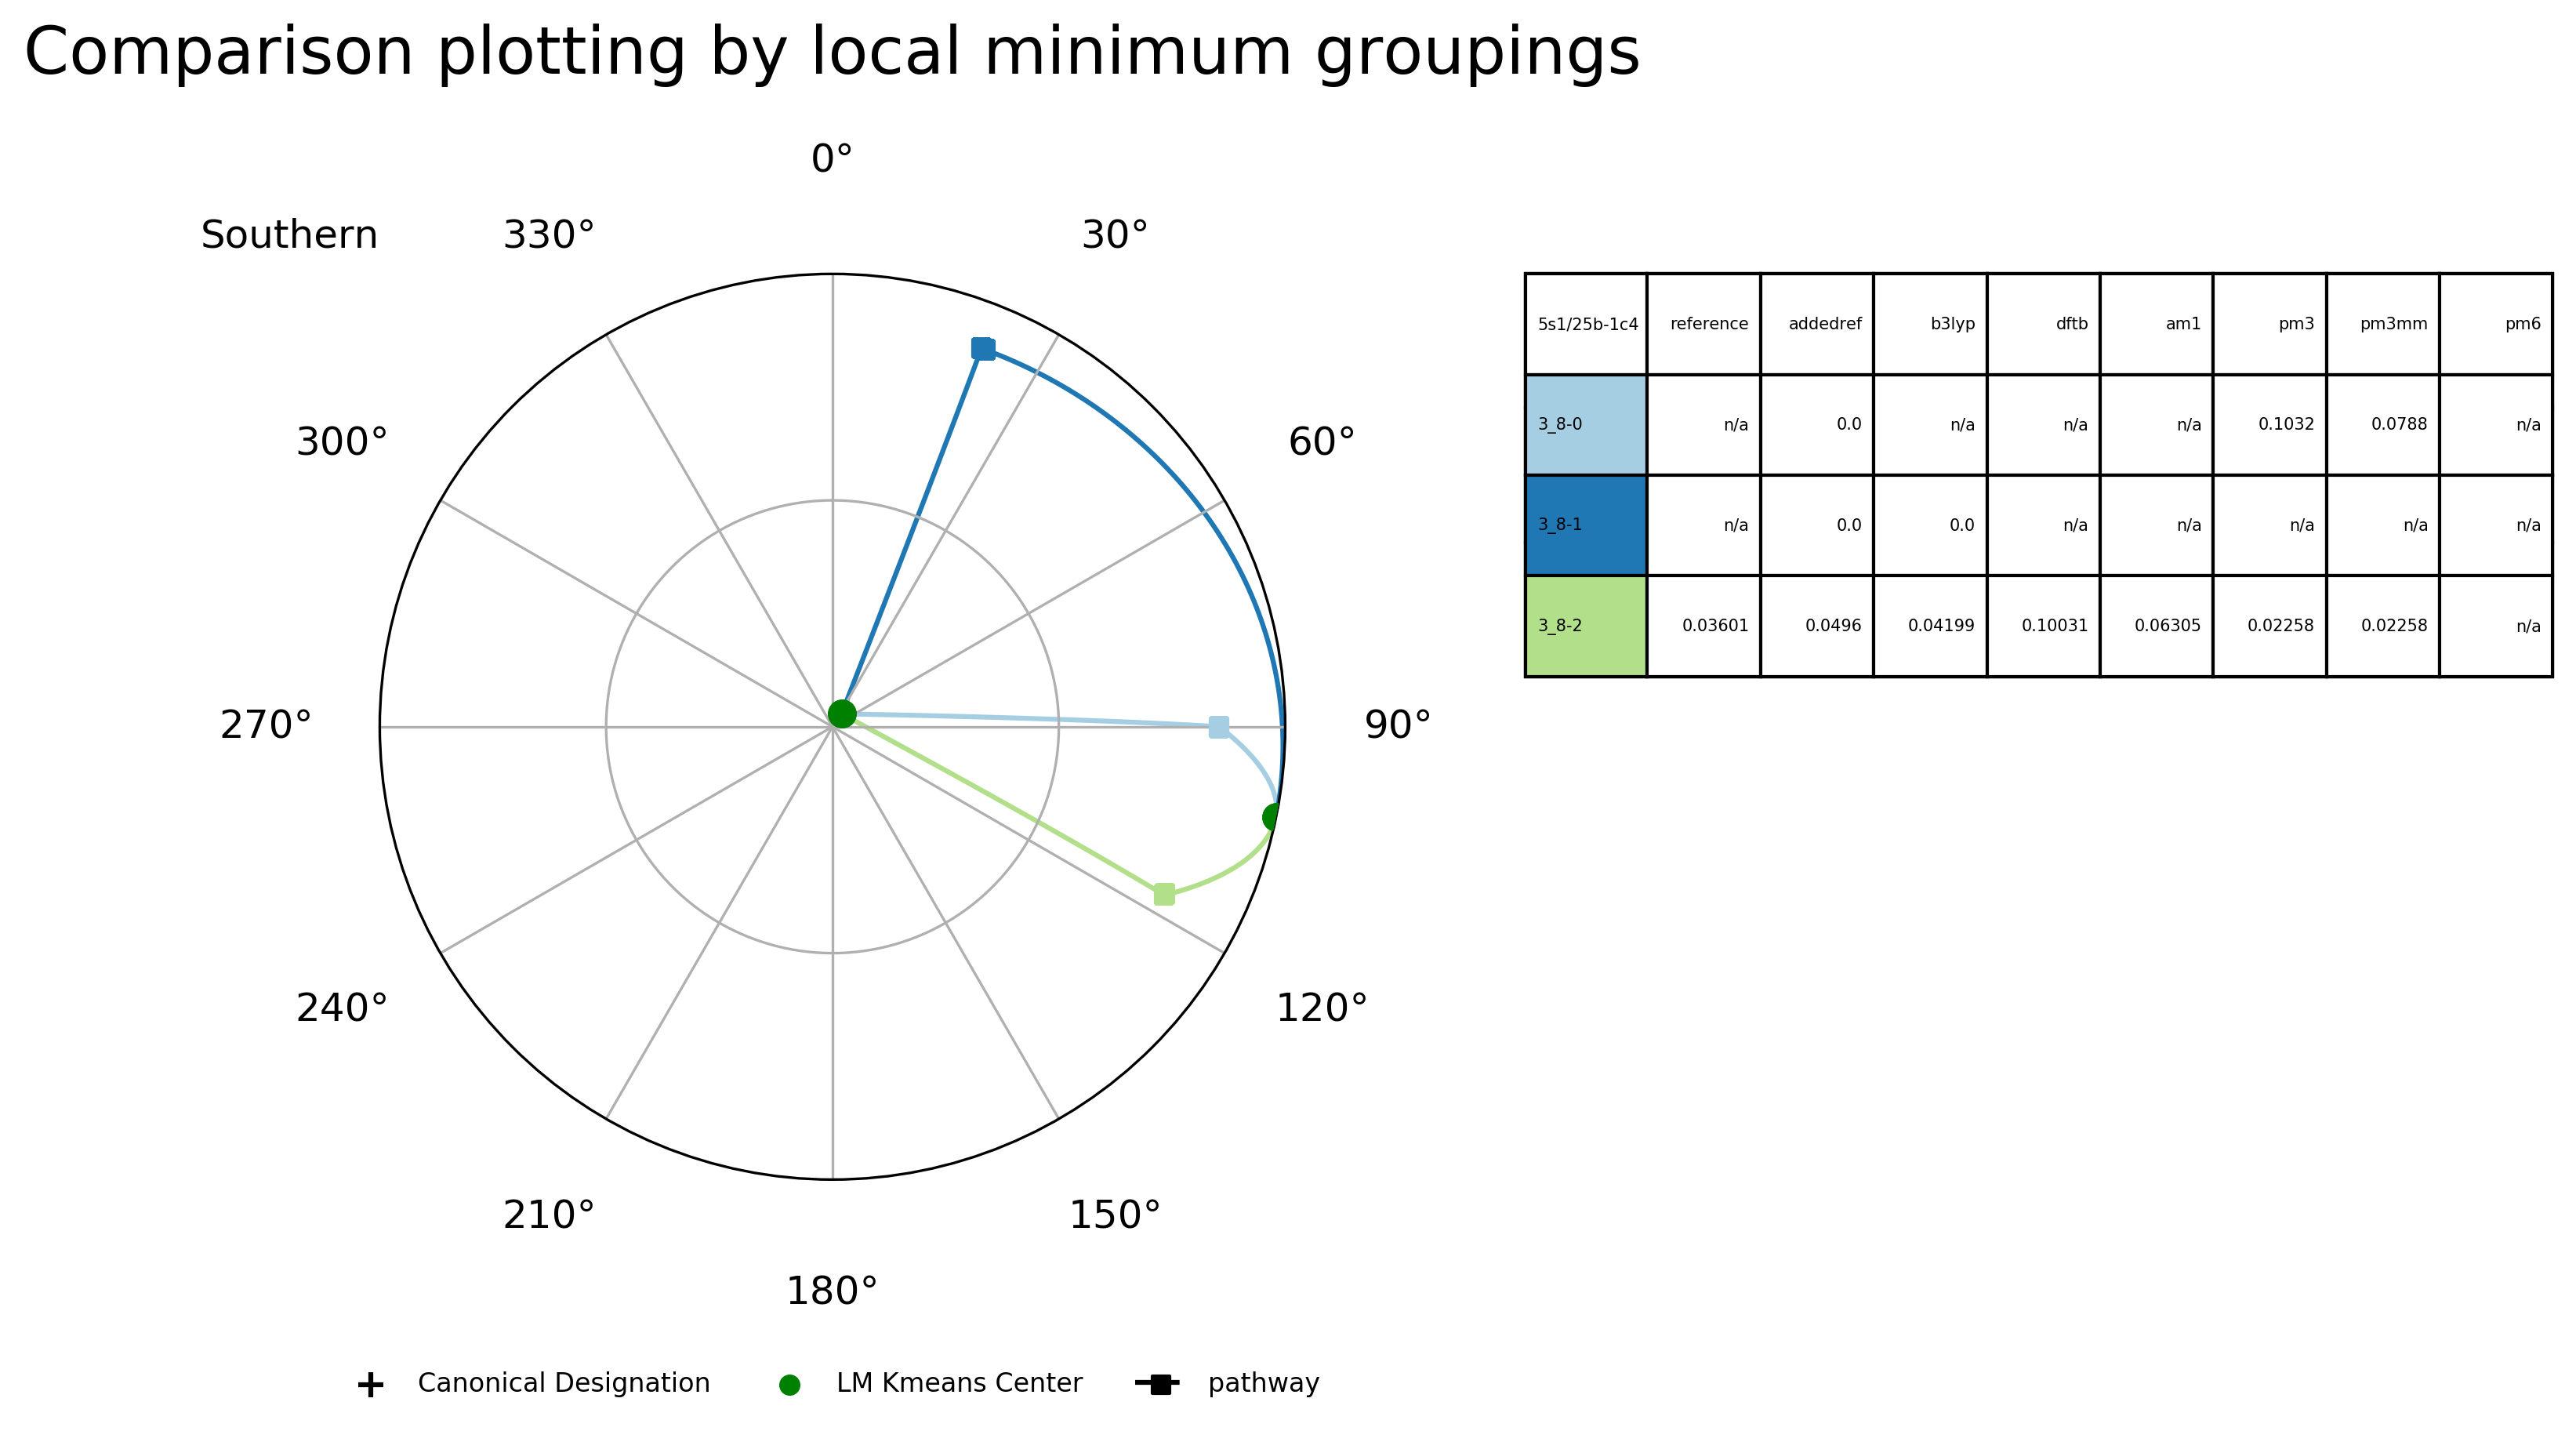 Comparison plotting by local minimum groupings
0°
Southern 330° 30°
300° 60°
270° 90°
240° 120°
210° 150°
180°
5s1/25b-1c4 reference addedref b3lyp dftb am1 pm3 pm3mm pm6
3_8-0 n/a 0.0 n/a n/a n/a 0.1032 0.0788 n/a
3_8-1 n/a 0.0 0.0 n/a n/a n/a n/a n/a
3_8-2 0.03601 0.0496 0.04199 0.10031 0.06305 0.02258 0.02258 n/a
Canonical Designation LM Kmeans Center pathway